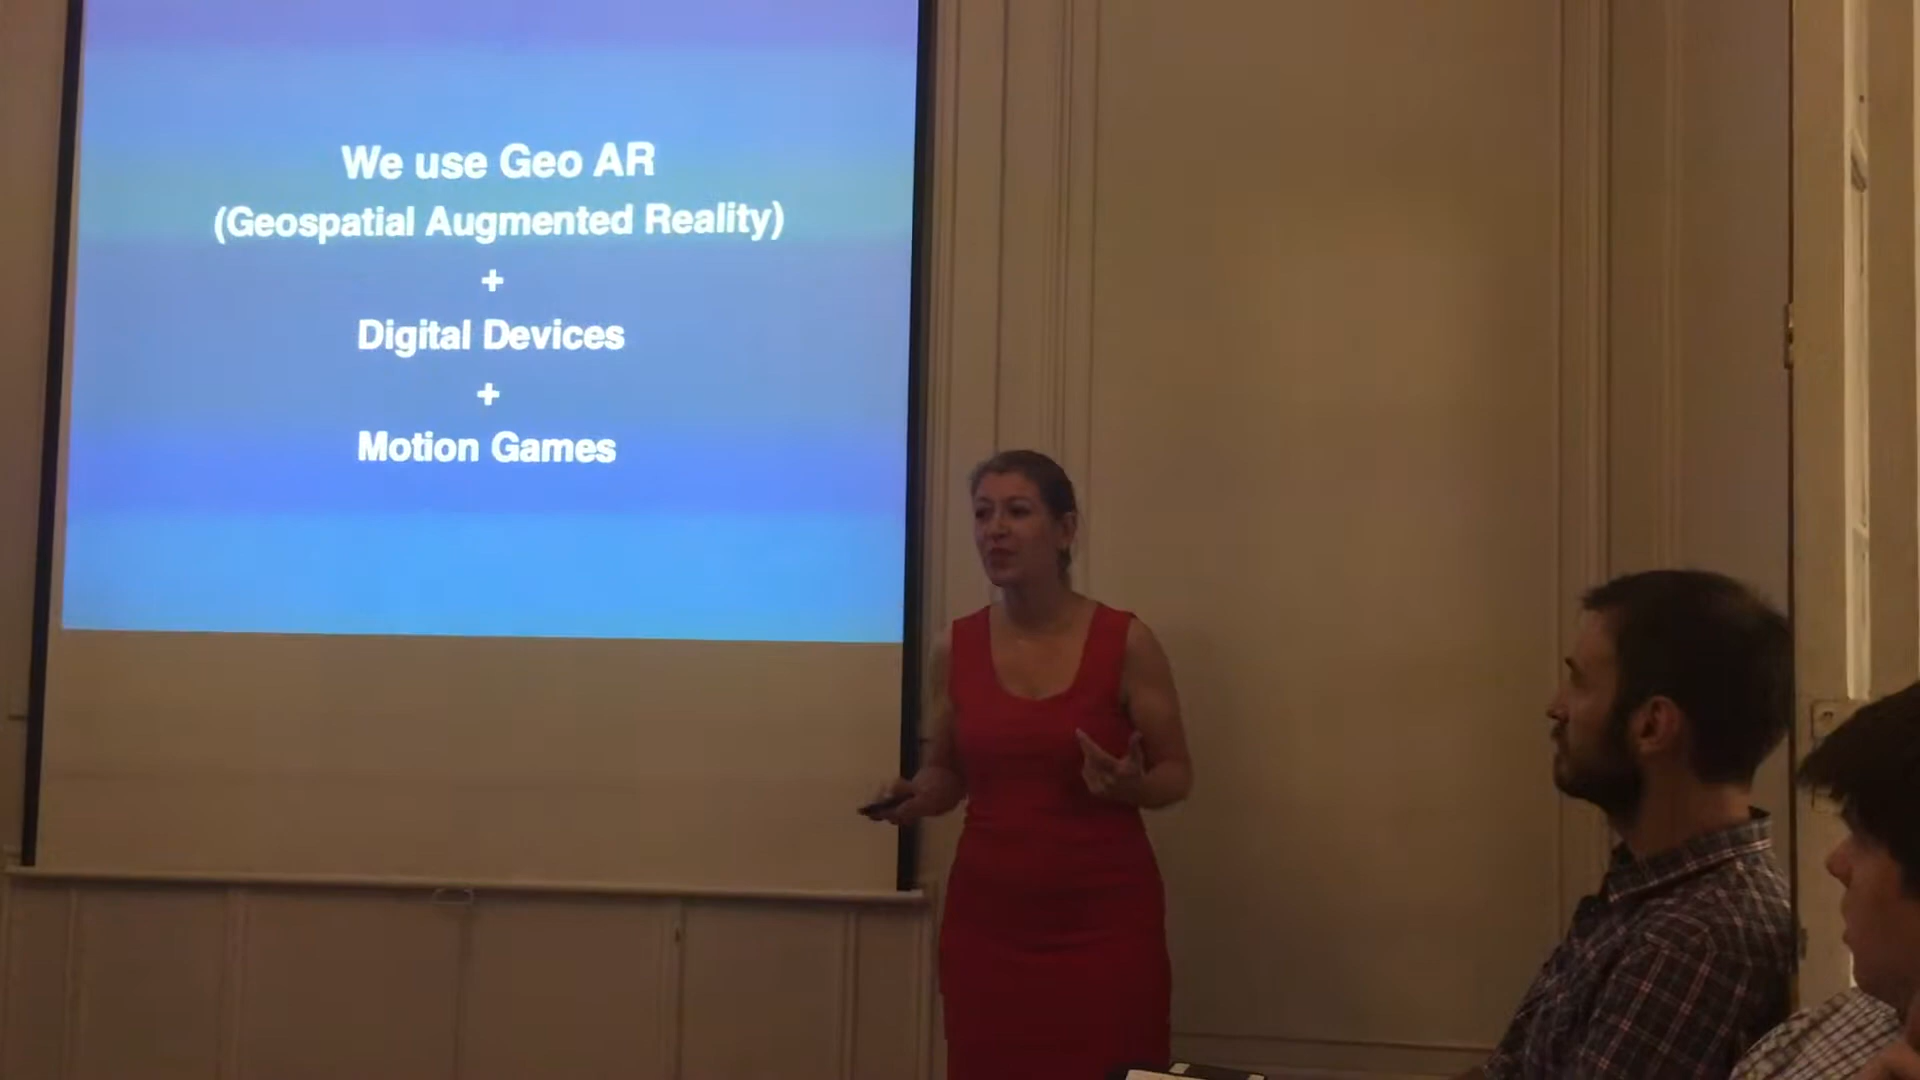 We use Geo AR
(Geospatial Augmented Reality)
+
Digital Devices
+
Motion Games